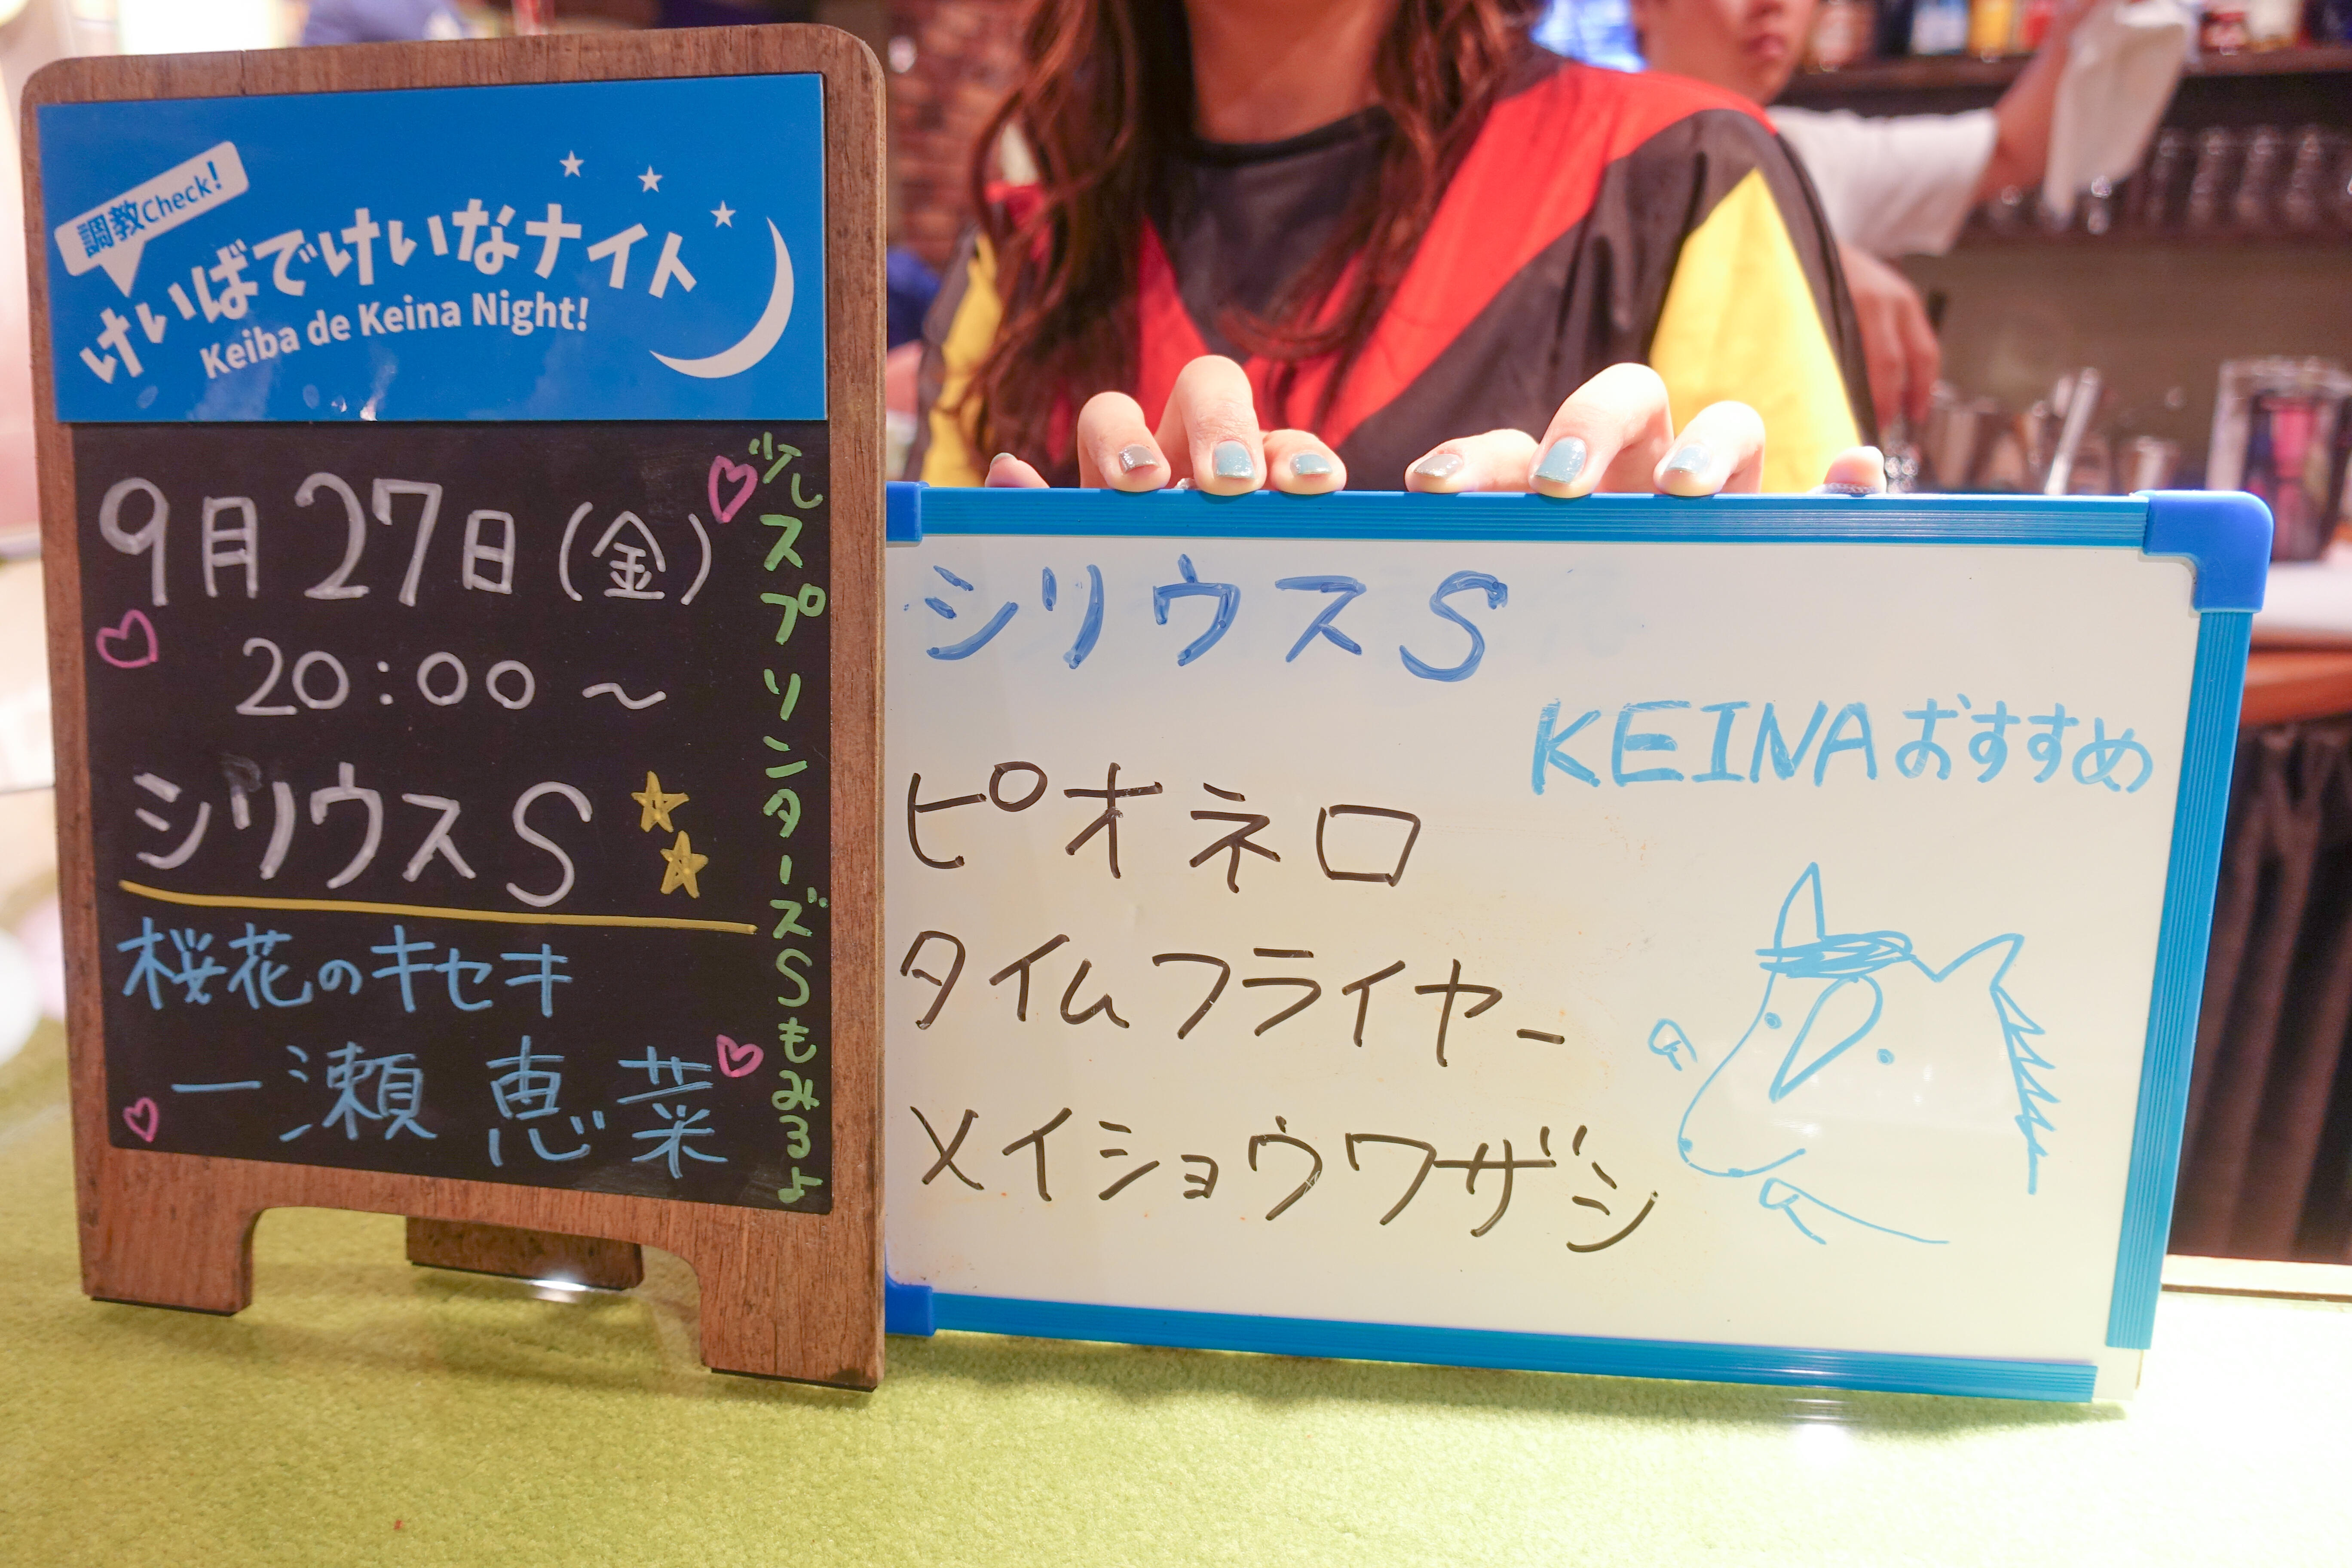 調教Check!
けいばでけいなナイト
Keiba de Keina Night!
9月27日(金)
20:00〜
シリウスS
桜花のキセキ
一瀬恵菜
少しスプリンターズSもみるよ
シリウスS
KEINAおすすめ
ピオネロ
タイムフライヤー
メイショウワザシ